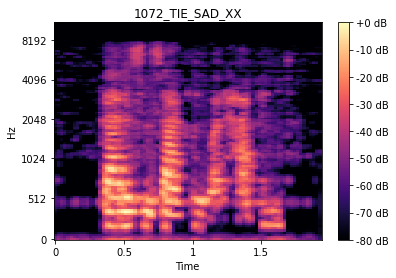 1072_TIE_SAD_XX
+0 dB
8192
-10 dB
4096
-20 dB
-30 dB
2048
Hz
-40 dB
1024
-50 dB
-60 dB
512
-70 dB
0
-80 dB
0 0.5 1 1.5
Time